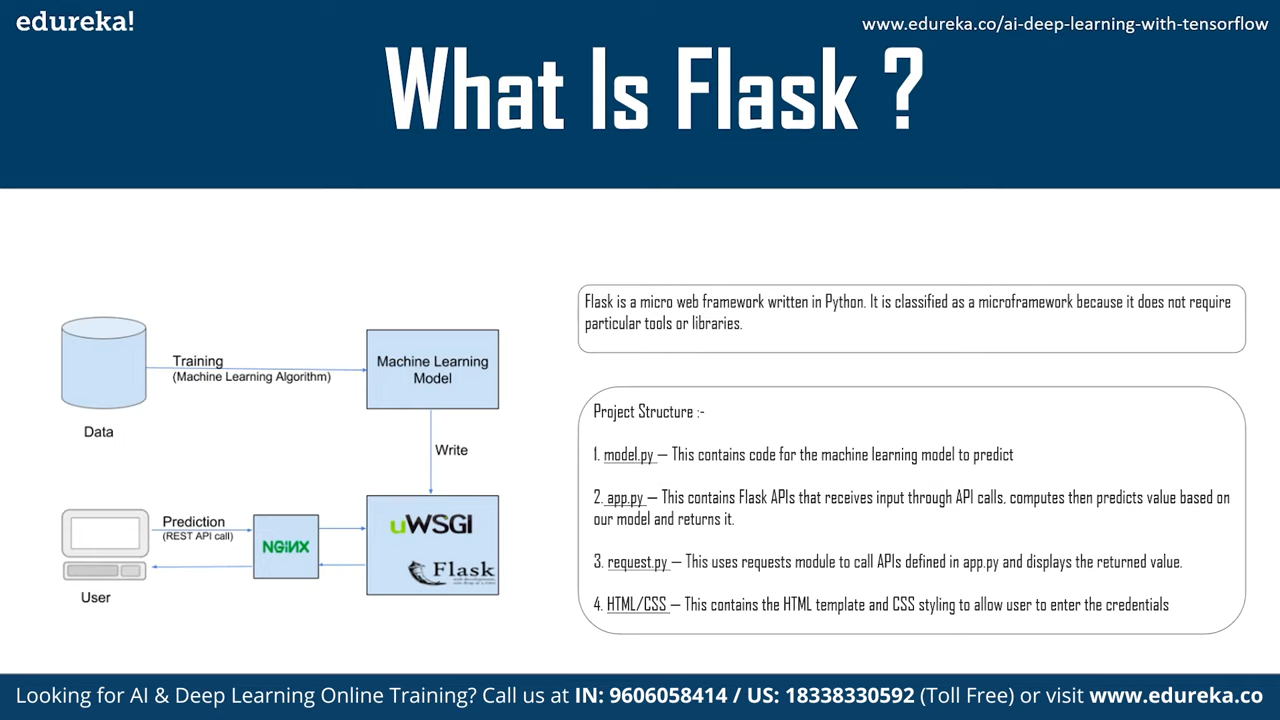 edureka!
www.edureka.co/ai-deep-learning-with-tensorflow
What Is Flask ?
Training
(Machine Learning Algorithm)
Machine Learning
Model
Data
Write
Prediction
(REST API call)
NGINX
uWSGI
Flask
User
Flask is a micro web framework written in Python. It is classified as a microframework because it does not require
particular tools or libraries.
Project Structure :-
1. model.py – This contains code for the machine learning model to predict
2. app.py – This contains Flask APIs that receives input through API calls, computes then predicts value based on
our model and returns it.
3. request.py – This uses requests module to call APIs defined in app.py and displays the returned value.
4. HTML/CSS – This contains the HTML template and CSS styling to allow user to enter the credentials
Looking for AI & Deep Learning Online Training? Call us at IN: 9606058414 / US: 18338330592 (Toll Free) or visit www.edureka.co